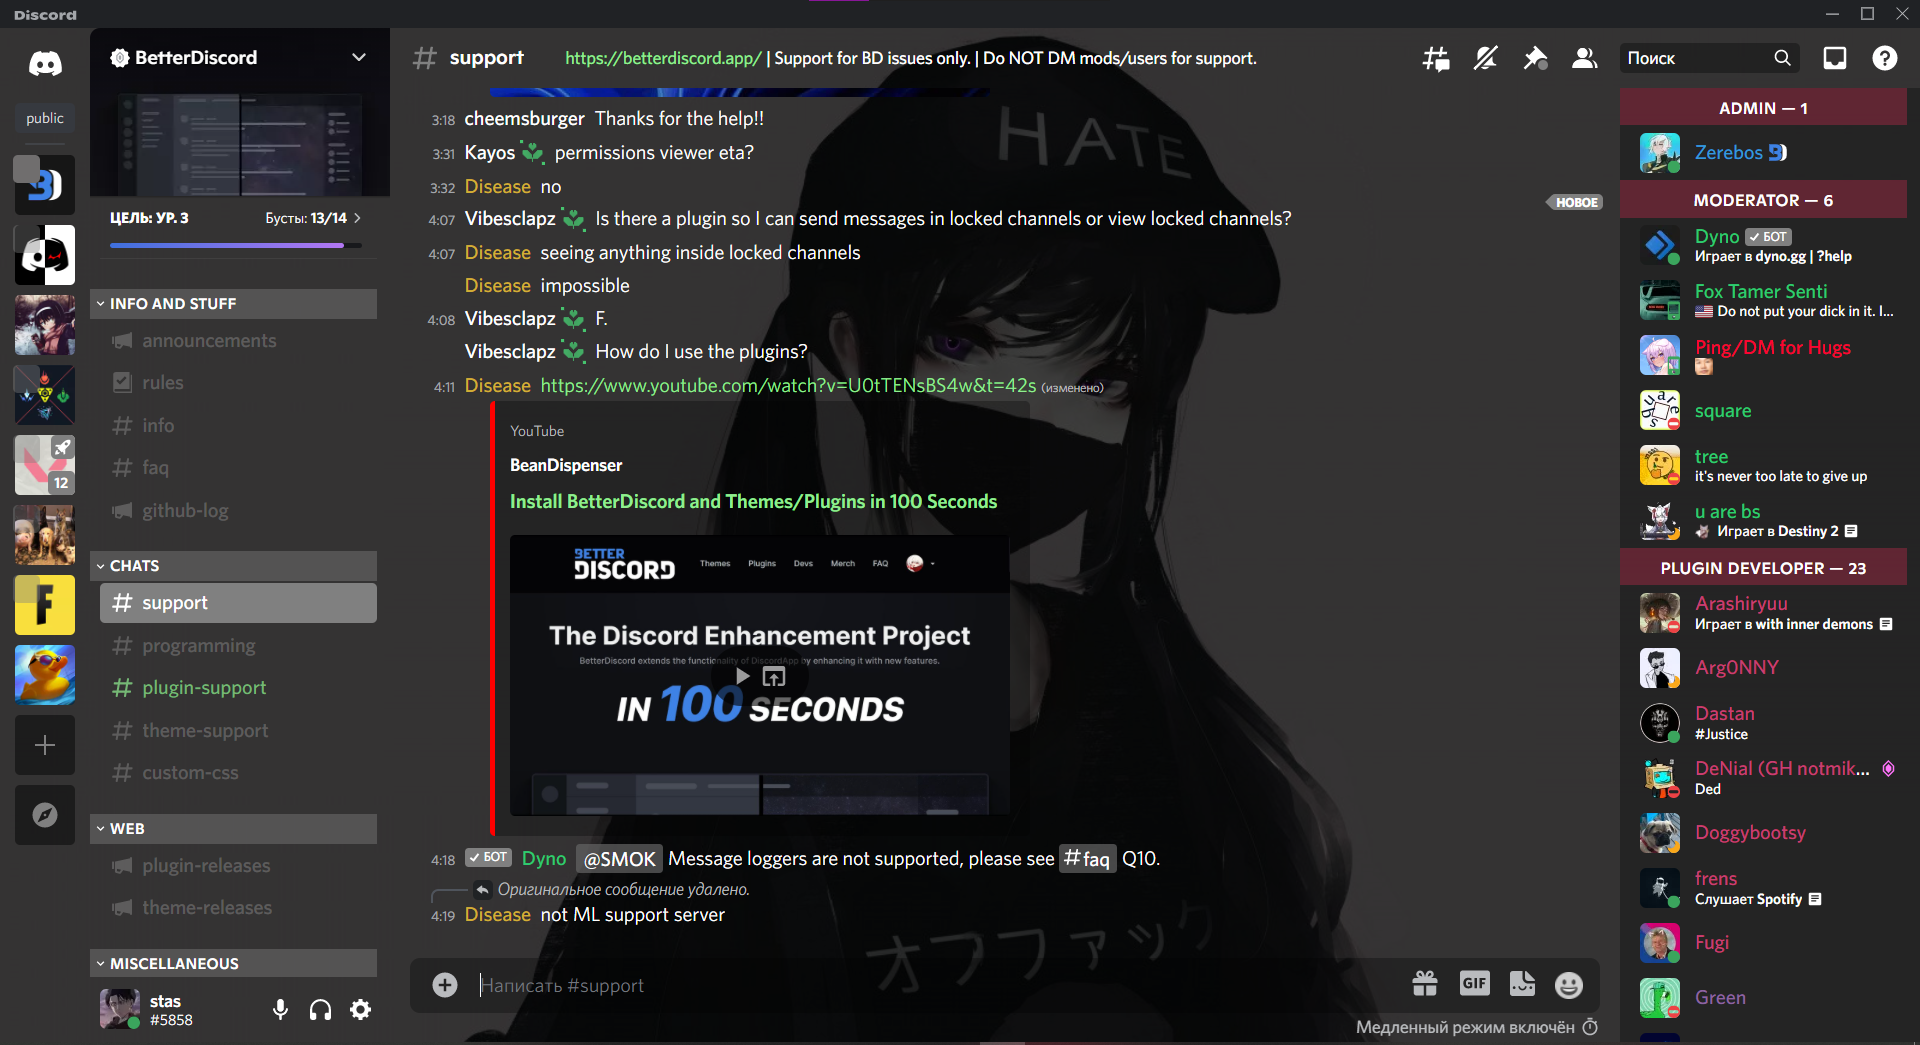 Discord
public
12
BetterDiscord
ЦЕЛЬ: УР. 3
Бусты: 13/14
INFO AND STUFF
announcements
rules
info
faq
github-log
CHATS
support
programming
plugin-support
theme-support
custom-css
WEB
plugin-releases
theme-releases
MISCELLANEOUS
stas
#5858
support
https://betterdiscord.app/ | Support for BD issues only. | Do NOT DM mods/users for support.
Поиск
HATE
3:18 cheemsburger Thanks for the help!!
3:31 Kayos permissions viewer eta?
3:32 Disease no
НОВОЕ
4:07 Vibesclapz Is there a plugin so I can send messages in locked channels or view locked channels?
4:07 Disease seeing anything inside locked channels
Disease impossible
4:08 Vibesclapz F.
Vibesclapz How do I use the plugins?
4:11 Disease https://www.youtube.com/watch?v=U0tTENsBS4w&t=42s (изменено)
YouTube
BeanDispenser
Install BetterDiscord and Themes/Plugins in 100 Seconds
BETTER
DISCORD
Themes Plugins Devs Merch FAQ
The Discord Enhancement Project
BetterDiscord extends the functionality of DiscordApp by enhancing it with new features.
IN 100 SECONDS
4:18 БОТ Dyno @SMOK Message loggers are not supported, please see #faq Q10.
Оригинальное сообщение удалено.
4:19 Disease not ML support server
オフファック
Написать #support
GIF
Медленный режим включён
ADMIN — 1
Zerebos
MODERATOR — 6
Dyno БОТ
Играет в dyno.gg | ?help
Fox Tamer Senti
Do not put your dick in it. I...
Ping/DM for Hugs
square
tree
it's never too late to give up
u are bs
Играет в Destiny 2
PLUGIN DEVELOPER — 23
Arashiryuu
Играет в with inner demons
Arg0NNY
Dastan
#Justice
DeNial (GH notmik...
Ded
Doggybootsy
frens
Слушает Spotify
Fugi
Green